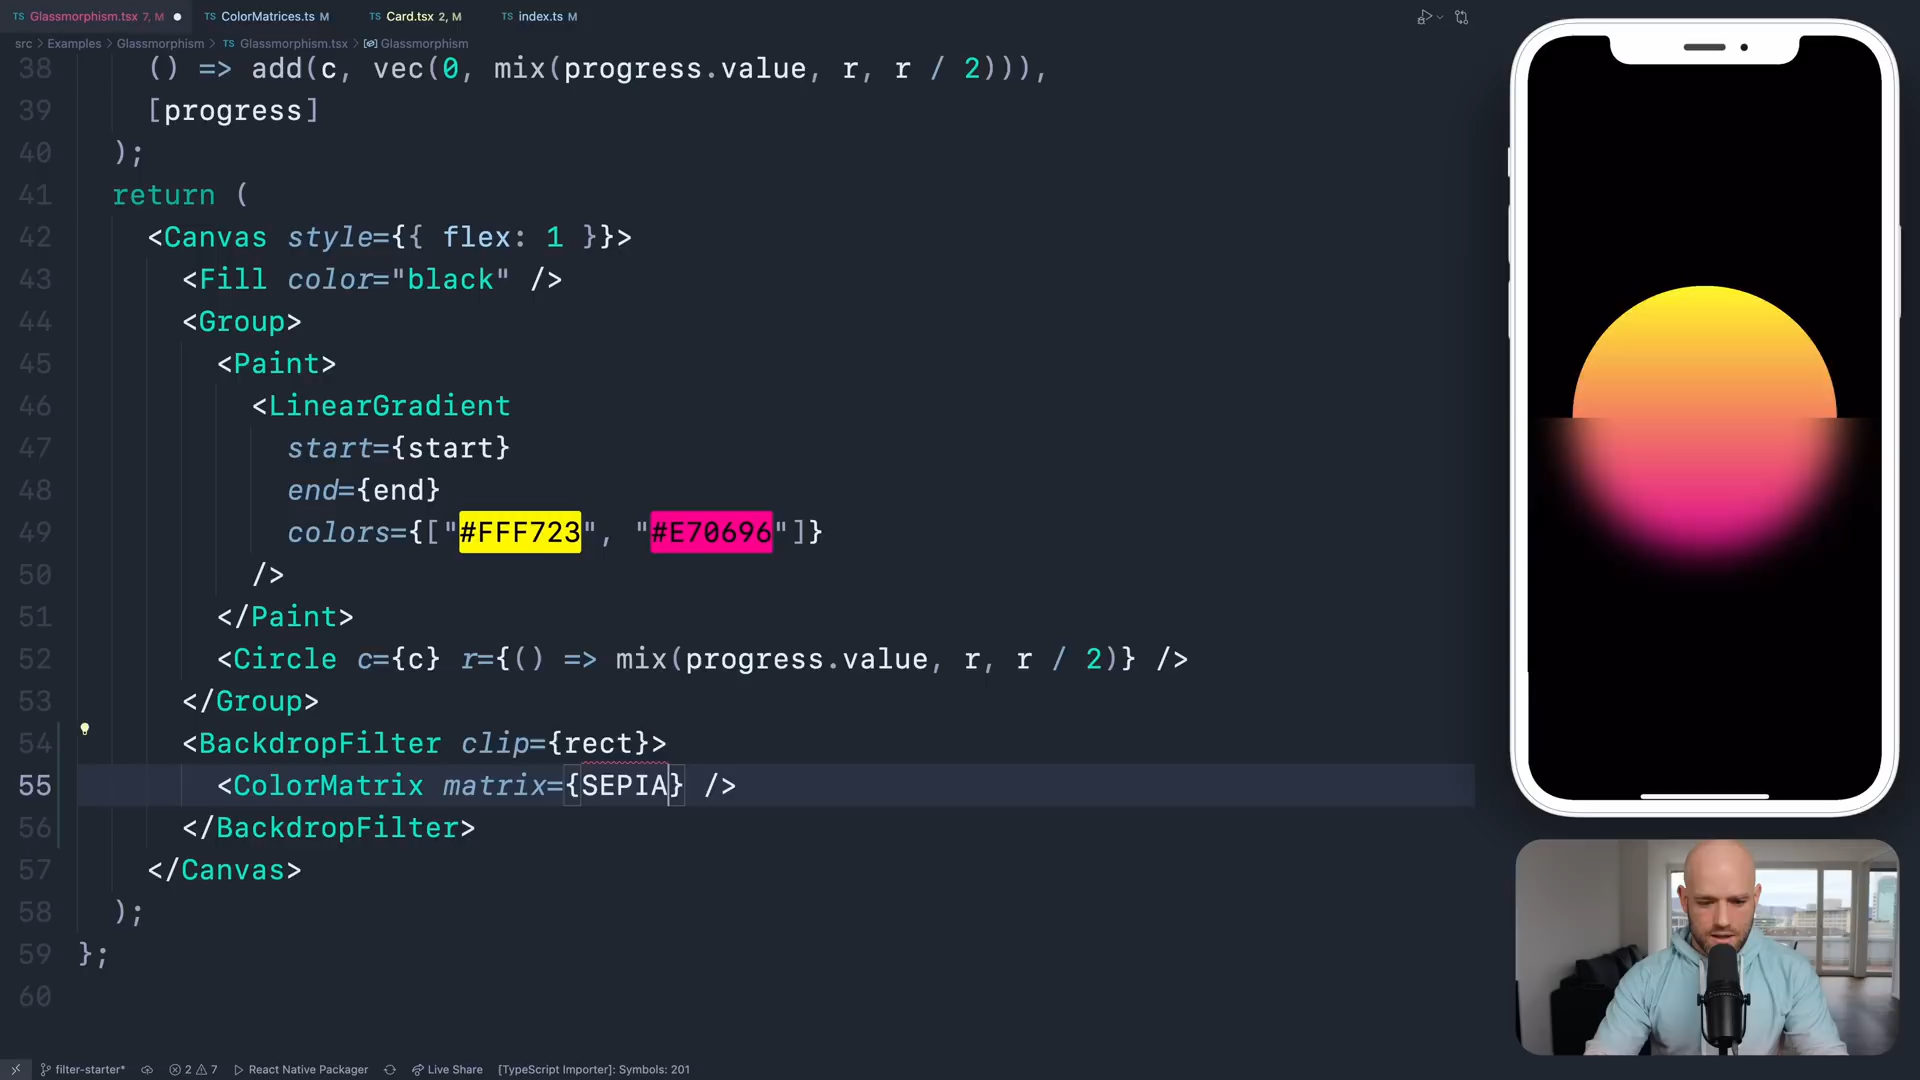 Glassmorphism.tsx 7, M
TS ColorMatrices.ts M
TS Card.tsx 2, M
TS index.ts M
src > Examples > Glassmorphism > TS Glassmorphism.tsx > Glassmorphism
38 () => add(c, vec(0, mix(progress.value, r, r / 2))),
39 [progress]
40 );
41 return (
42 <Canvas style={{ flex: 1 }}>
43 <Fill color="black" />
44 <Group>
45 <Paint>
46 <LinearGradient
47 start={start}
48 end={end}
49 colors={["#FFF723", "#E70696"]}
50 />
51 </Paint>
52 <Circle c={c} r={() => mix(progress.value, r, r / 2)} />
53 </Group>
54 <BackdropFilter clip={rect}>
55 <ColorMatrix matrix={SEPIA} />
56 </BackdropFilter>
57 </Canvas>
58 );
59 };
60
filter-starter* 2 7 React Native Packager Live Share [TypeScript Importer]: Symbols: 201